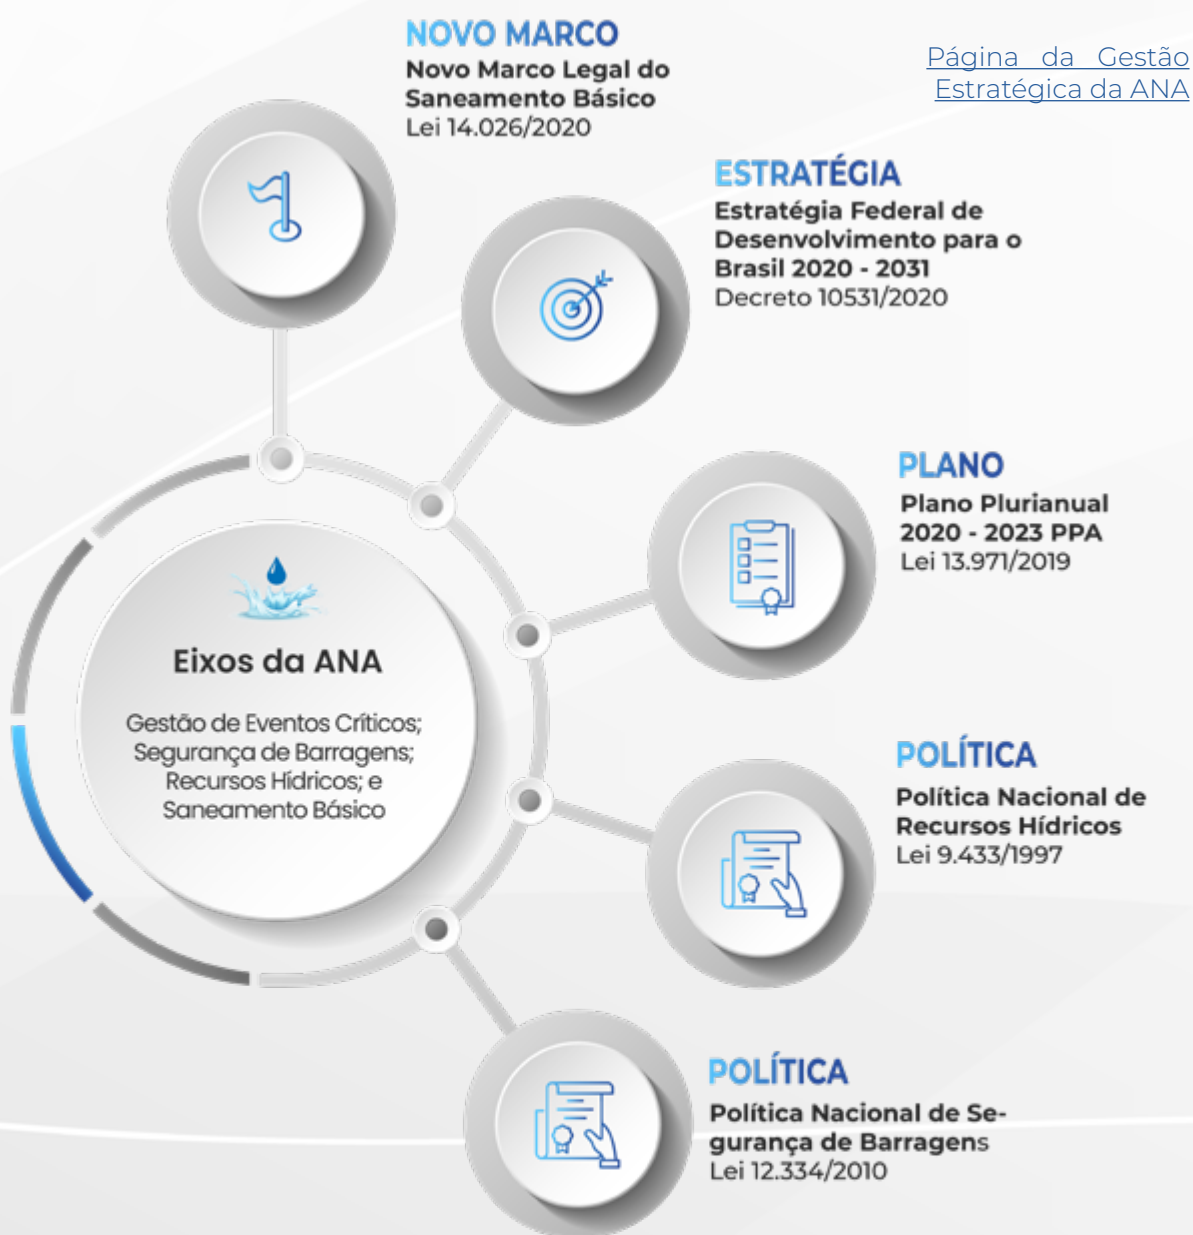 NOVO MARCO
Novo Marco Legal do
Saneamento Básico
Lei 14.026/2020
Página da Gestão
Estratégica da ANA
ESTRATÉGIA
Estratégia Federal de
Desenvolvimento para o
Brasil 2020 - 2031
Decreto 10531/2020
PLANO
Plano Plurianual
2020 - 2023 PPA
Lei 13.971/2019
Eixos da ANA
Gestão de Eventos Críticos;
Segurança de Barragens;
Recursos Hídricos; e
Saneamento Básico
POLÍTICA
Política Nacional de
Recursos Hídricos
Lei 9.433/1997
POLÍTICA
Política Nacional de Se-
gurança de Barragens
Lei 12.334/2010